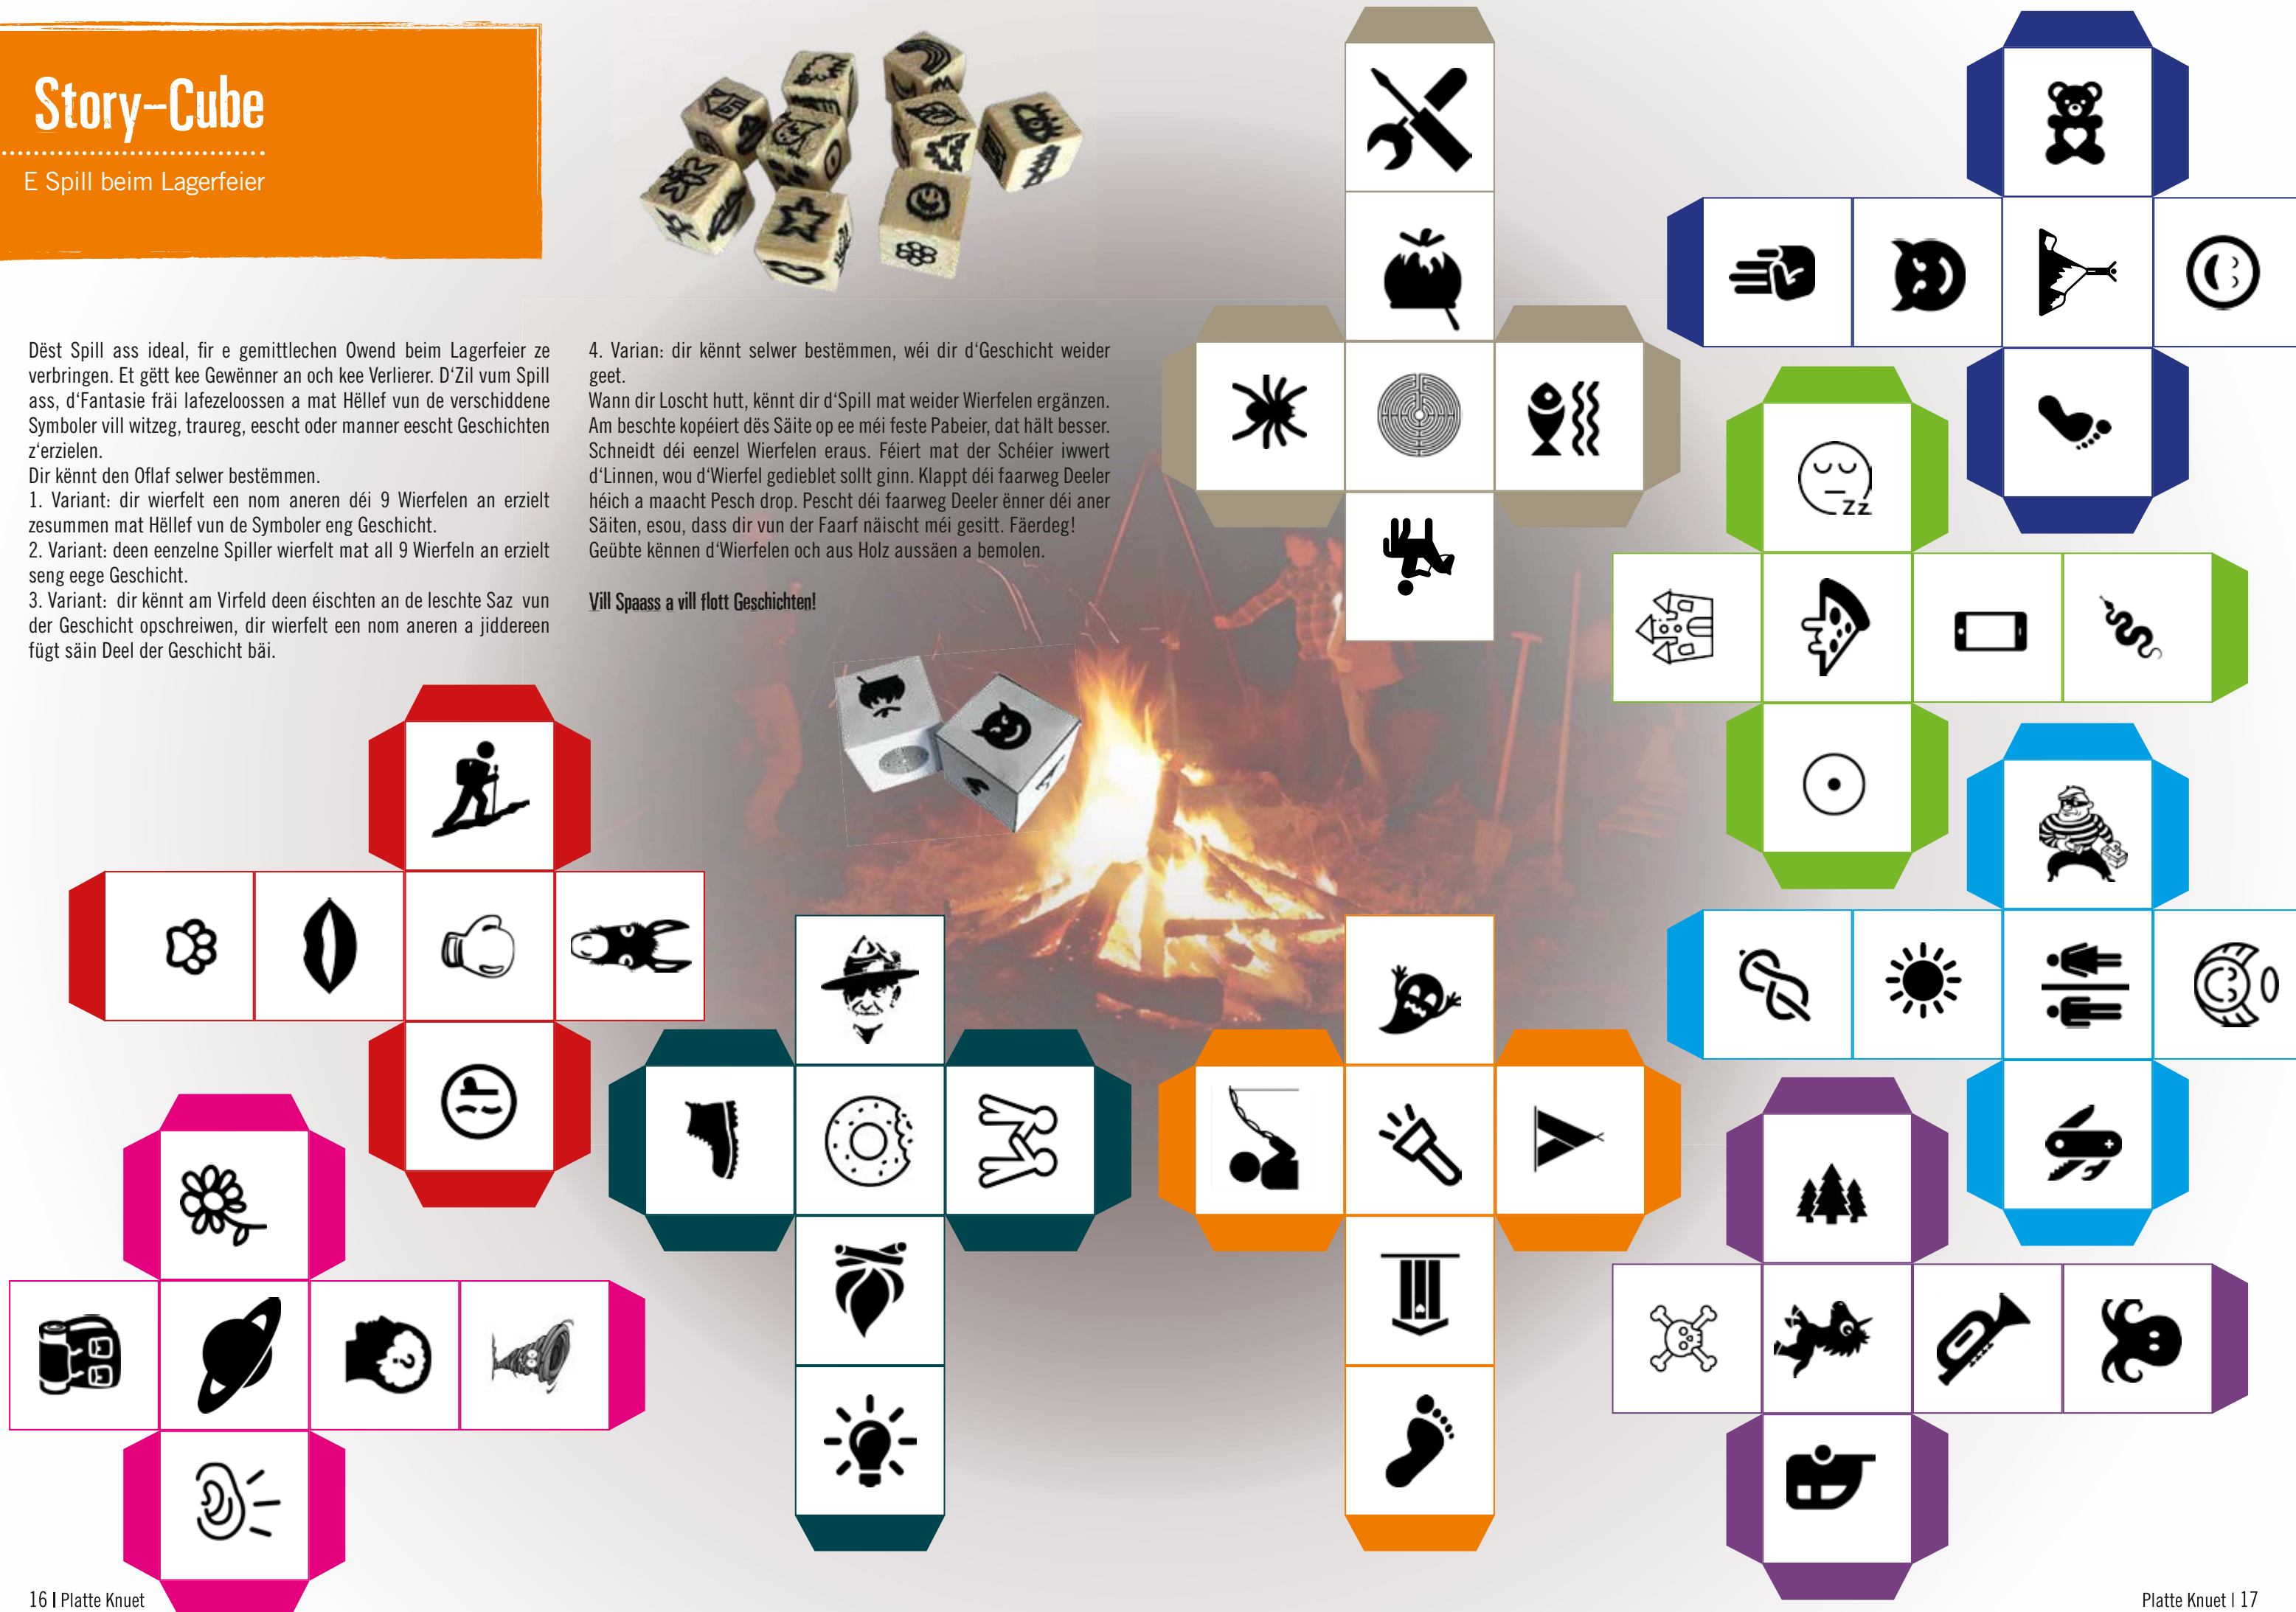 Story-Cube
E Spill beim Lagerfeier
Dëst Spill ass ideal, fir e gemittlechen Owend beim Lagerfeier ze
verbringen. Et gëtt kee Gewënner an och kee Verlierer. D‘Zil vum Spill
ass, d‘Fantasie fräi lafezeloossen a mat Hëllef vun de verschiddene
Symboler vill witzeg, traureg, eescht oder manner eescht Geschichten
z‘erzielen.
Dir kënnt den Oflaf selwer bestëmmen.
1. Variant: dir wierfelt een nom aneren déi 9 Wierfelen an erzielt
zesummen mat Hëllef vun de Symboler eng Geschicht.
2. Variant: deen eenzelne Spiller wierfelt mat all 9 Wierfeln an erzielt
seng eege Geschicht.
3. Variant: dir kënnt am Virfeld deen éischten an de leschte Saz vun
der Geschicht opschreiwen, dir wierfelt een nom aneren a jiddereen
fügt säin Deel der Geschicht bäi.
4. Varian: dir kënnt selwer bestëmmen, wéi dir d‘Geschicht weider
geet.
Wann dir Loscht hutt, kënnt dir d‘Spill mat weider Wierfelen ergänzen.
Am beschte kopéiert dës Säite op ee méi feste Pabeier, dat hält besser.
Schneidt déi eenzel Wierfelen eraus. Féiert mat der Schéier iwwert
d‘Linnen, wou d‘Wierfel gedieblet sollt ginn. Klappt déi faarweg Deeler
héich a maacht Pesch drop. Pescht déi faarweg Deeler ënner déi aner
Säiten, esou, dass dir vun der Faarf näischt méi gesitt. Fäerdeg!
Geübte kënnen d‘Wierfelen och aus Holz aussäen a bemolen.
Vill Spaass a vill flott Geschichten!
zz
?
16 | Platte Knuet
Platte Knuet | 17